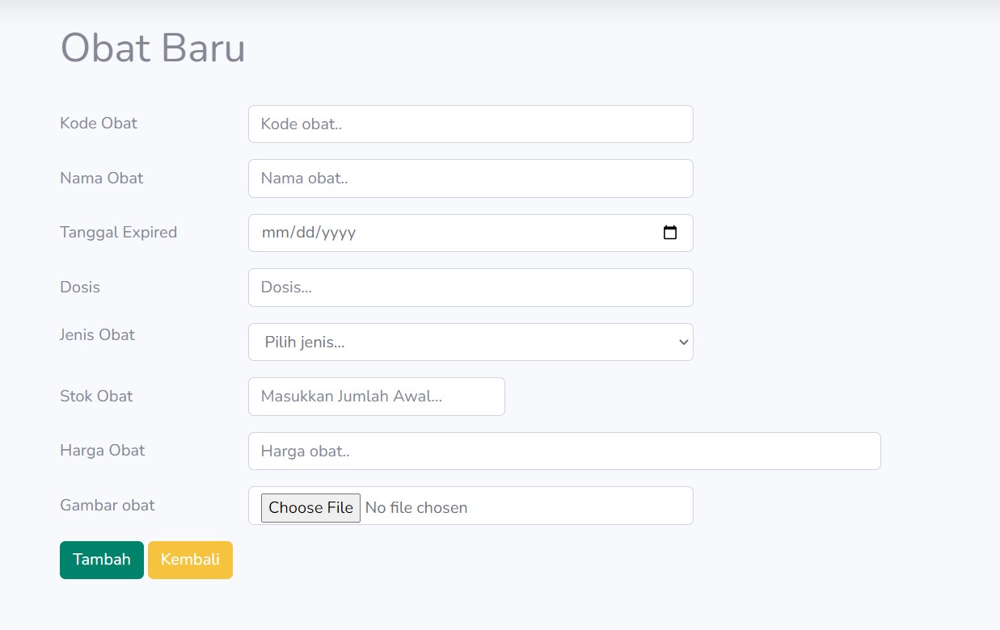 Obat Baru
Kode Obat Kode obat..
Nama Obat Nama obat..
Tanggal Expired mm/dd/yyyy
Dosis Dosis...
Jenis Obat Pilih jenis...
Stok Obat Masukkan Jumlah Awal...
Harga Obat Harga obat..
Gambar obat Choose File No file chosen
Tambah Kembali